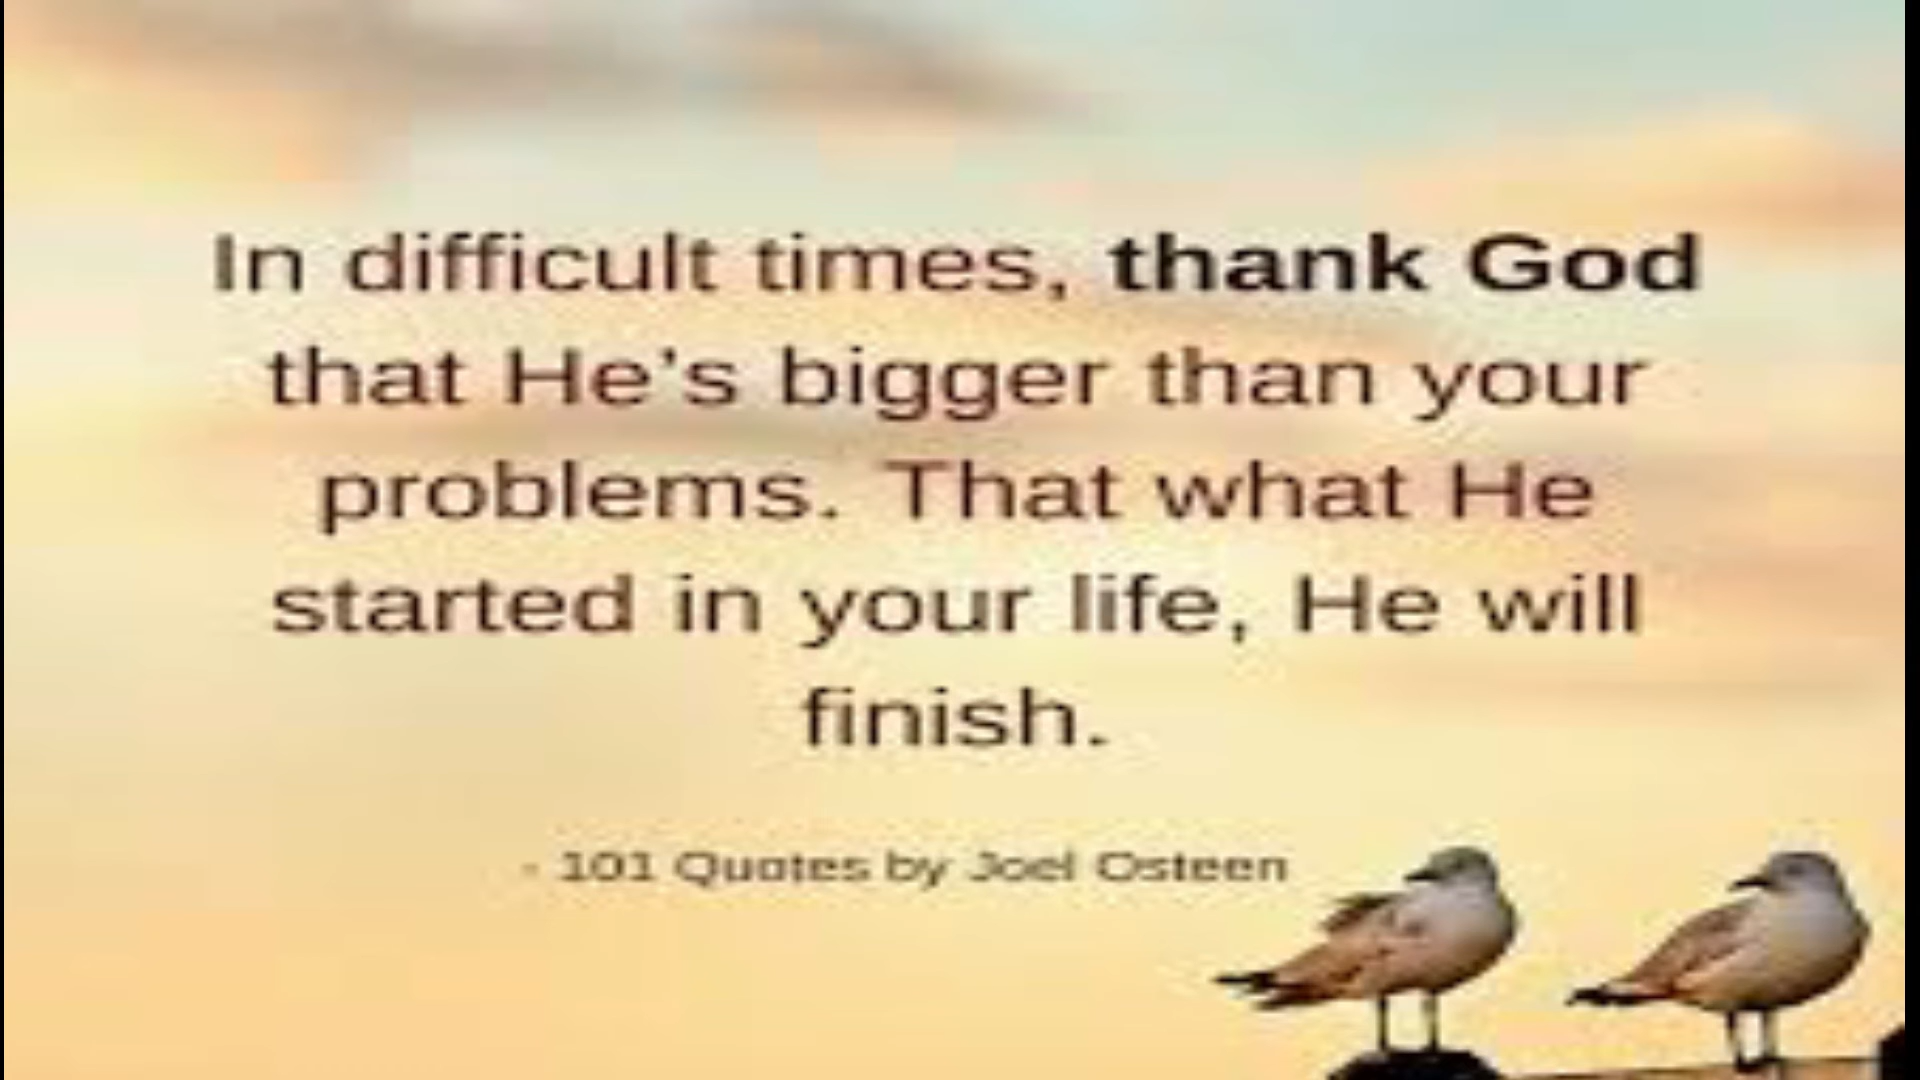 In difficult times, thank God
that He's bigger than your
problems. That what He
started in your life, He will
finish.
- 101 Quotes by Joel Osteen